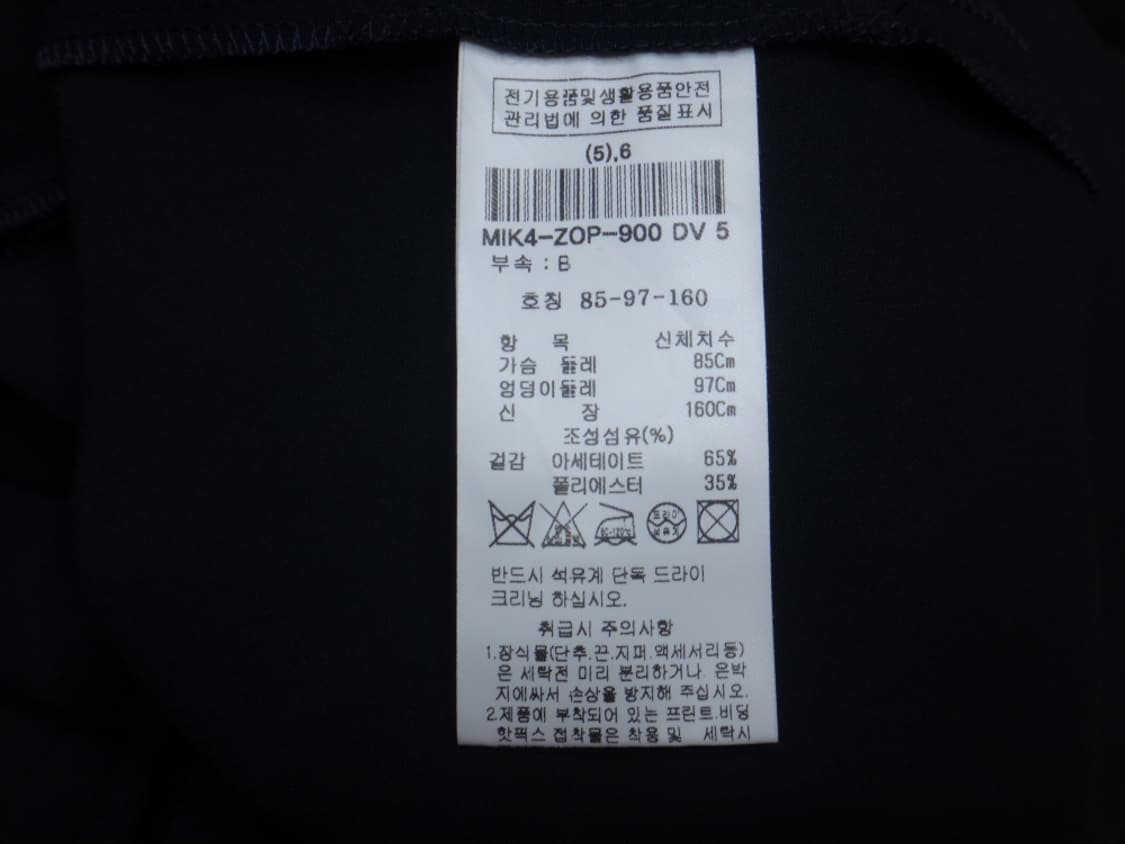 전기용품및생활용품안전
관리법에 의한 품질표시
(5),6
MIK4-ZOP-900 DV 5
부속 : B
호칭 85-97-160
항 목 신체치수
가슴 둘레 85Cm
엉덩이둘레 97Cm
신 장 160Cm
조성섬유(%)
겉감 아세테이트 65%
폴리에스터 35%
80-120℃ 드라이
석유계
반드시 석유계 단독 드라이
크리닝 하십시오.
취급시 주의사항
1.장식물(단추.끈.지퍼.액세서리등)
은 세탁전 미리 분리하거나. 은박
지에싸서 손상을 방지해 주십시오.
2.제품에 부착되어 있는 프린트.비딩
핫픽스 접착물은 착용및 세탁시